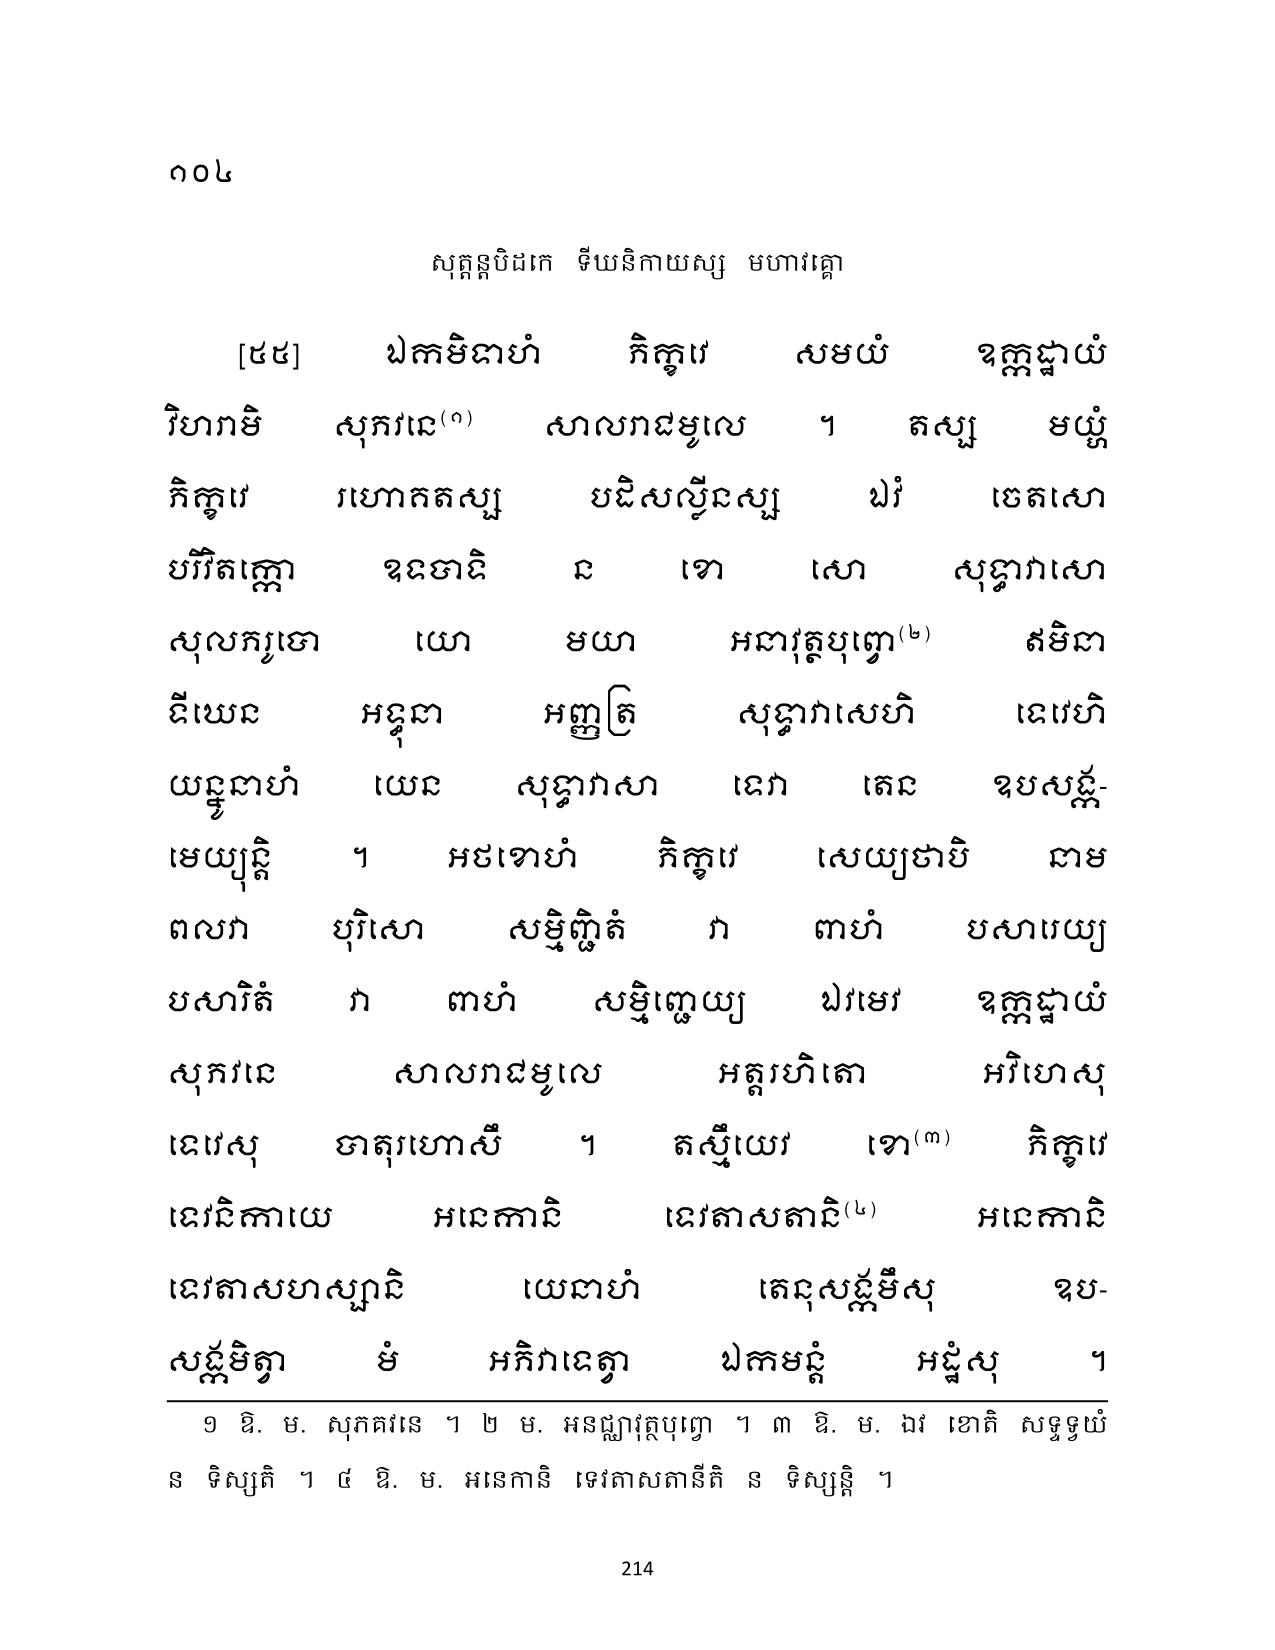 ១០៤
សុត្តន្តបិដកេ ទីឃនិកាយស្ស មហាវគ្គោ
[៥៥] ឯកមិទាហំ ភិក្ខវេ សមយំ ឧក្កដ្ឋាយំ
វិហរាមិ សុភវនេ(១) សាលរាជមូលេ ។ តស្ស មយ្ហំ
ភិក្ខវេ រហោគតស្ស បដិសល្លីនស្ស ឯវំ ចេតសោ
បរិវិតក្កោ ឧទបាទិ ន ខោ សោ សុទ្ធាវាសោ
សុលភរូបោ យោ មយា អនាវុត្ថបុព្វោ(២) ឥមិនា
ទីឃេន អទ្ធុនា អញ្ញត្រ សុទ្ធាវាសេហិ ទេវេហិ
យន្នូនាហំ យេន សុទ្ធាវាសា ទេវា តេន ឧបសង្ក-
មេយ្យុន្តិ ។ អថខោហំ ភិក្ខវេ សេយ្យថាបិ នាម
ពលវា បុរិសោ សម្មិញ្ជិតំ វា ពាហំ បសារេយ្យ
បសារិតំ វា ពាហំ សម្មិញ្ជេយ្យ ឯវមេវ ឧក្កដ្ឋាយំ
សុភវនេ សាលរាជមូលេ អត្តរហិតោ អវិហេសុ
ទេវេសុ បាតុរហោសឹ ។ តស្មឹយេវ ខោ(៣) ភិក្ខវេ
ទេវនិកាយេ អនេកានិ ទេវតាសតានិ(៤) អនេកានិ
ទេវតាសហស្សានិ យេនាហំ តេនុសង្កមឹសុ ឧប-
សង្កមិត្វា មំ អភិវាទេត្វា ឯកមន្តំ អដ្ឋំសុ ។
១ ឱ. ម. សុភគវនេ ។ ២ ម. អនជ្ឈាវុត្ថបុព្វោ ។ ៣ ឱ. ម. ឯវ ខោតិ សទ្ទទ្វយំ
ន ទិស្សតិ ។ ៤ ឱ. ម. អនេកានិ ទេវតាសតានីតិ ន ទិស្សន្តិ ។
214